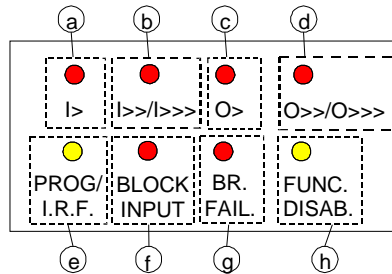 a b c d
I> I>>/I>>> O> O>>/O>>>
PROG/ BLOCK BR. FUNC.
I.R.F. INPUT FAIL. DISAB.
e f g h